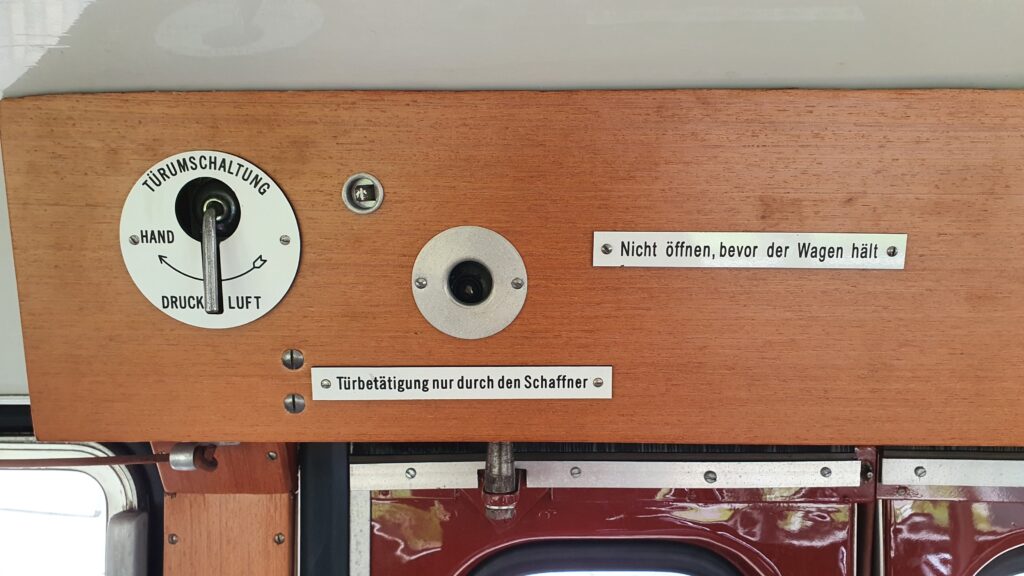 TÜRUMSCHALTUNG
HAND
DRUCK LUFT
Nicht öffnen, bevor der Wagen hält
Türbetätigung nur durch den Schaffner